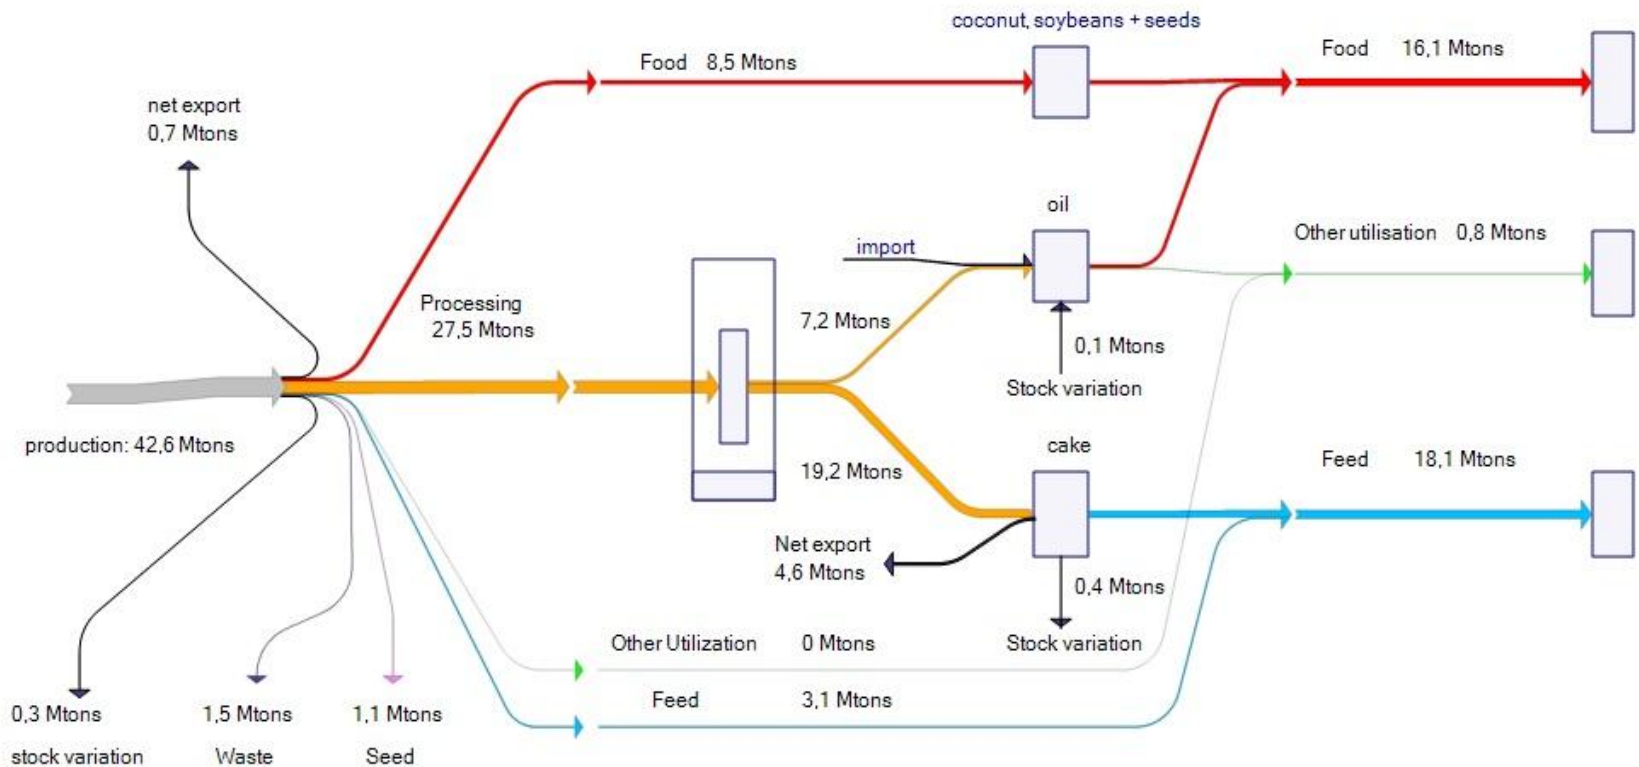 coconut, soybeans + seeds
Food 8,5 Mtons
Food 16,1 Mtons
net export
0,7 Mtons
oil
import
Other utilisation 0,8 Mtons
Processing
27,5 Mtons
7,2 Mtons
0,1 Mtons
Stock variation
production: 42,6 Mtons
cake
19,2 Mtons
Feed 18,1 Mtons
Net export
4,6 Mtons
0,4 Mtons
Stock variation
Other Utilization 0 Mtons
Feed 3,1 Mtons
0,3 Mtons
stock variation
1,5 Mtons
Waste
1,1 Mtons
Seed